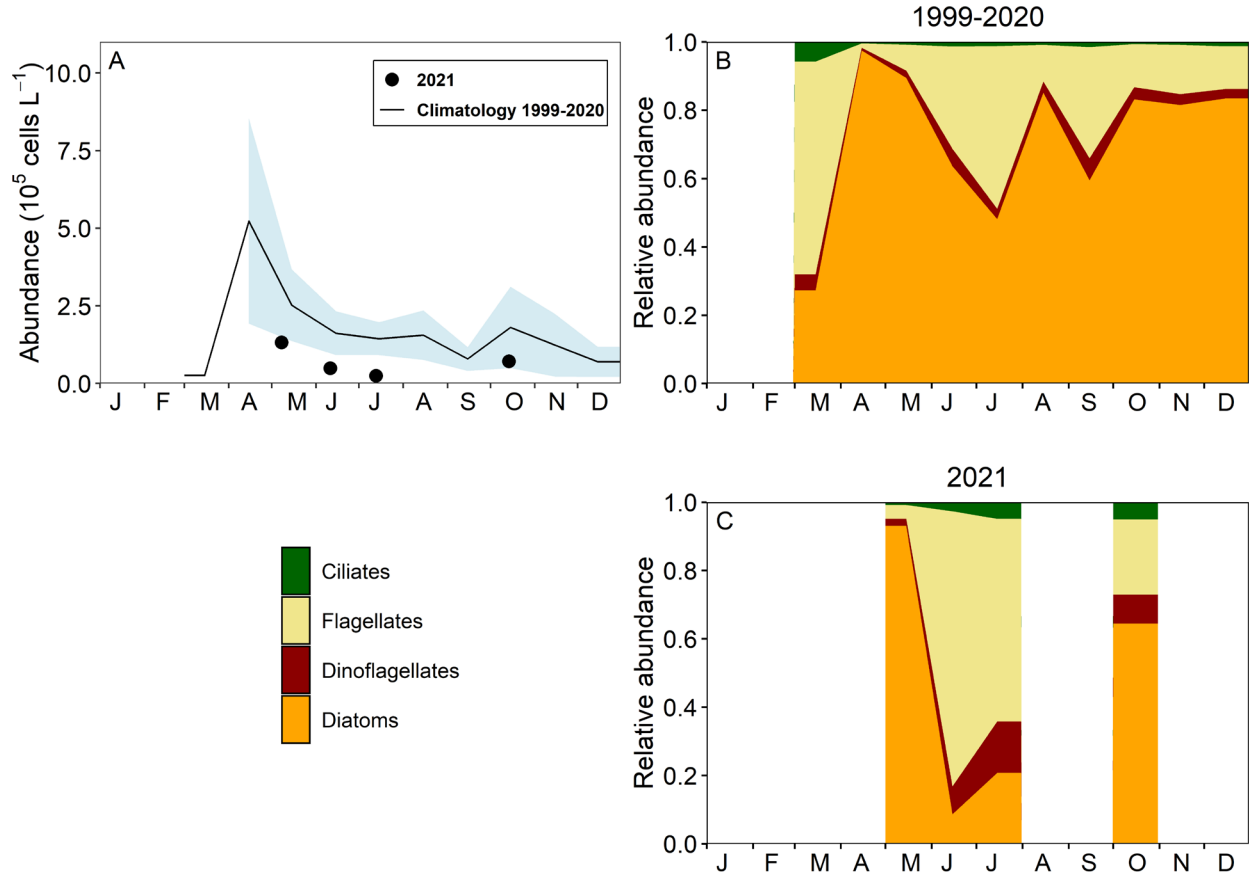 A
Abundance (10⁵ cells L⁻¹)
10.0
7.5
5.0
2.5
0.0
2021
Climatology 1999-2020
J F M A M J J A S O N D
1999-2020
B
Relative abundance
1.0
0.8
0.6
0.4
0.2
0.0
J F M A M J J A S O N D
Ciliates
Flagellates
Dinoflagellates
Diatoms
2021
C
Relative abundance
1.0
0.8
0.6
0.4
0.2
0.0
J F M A M J J A S O N D